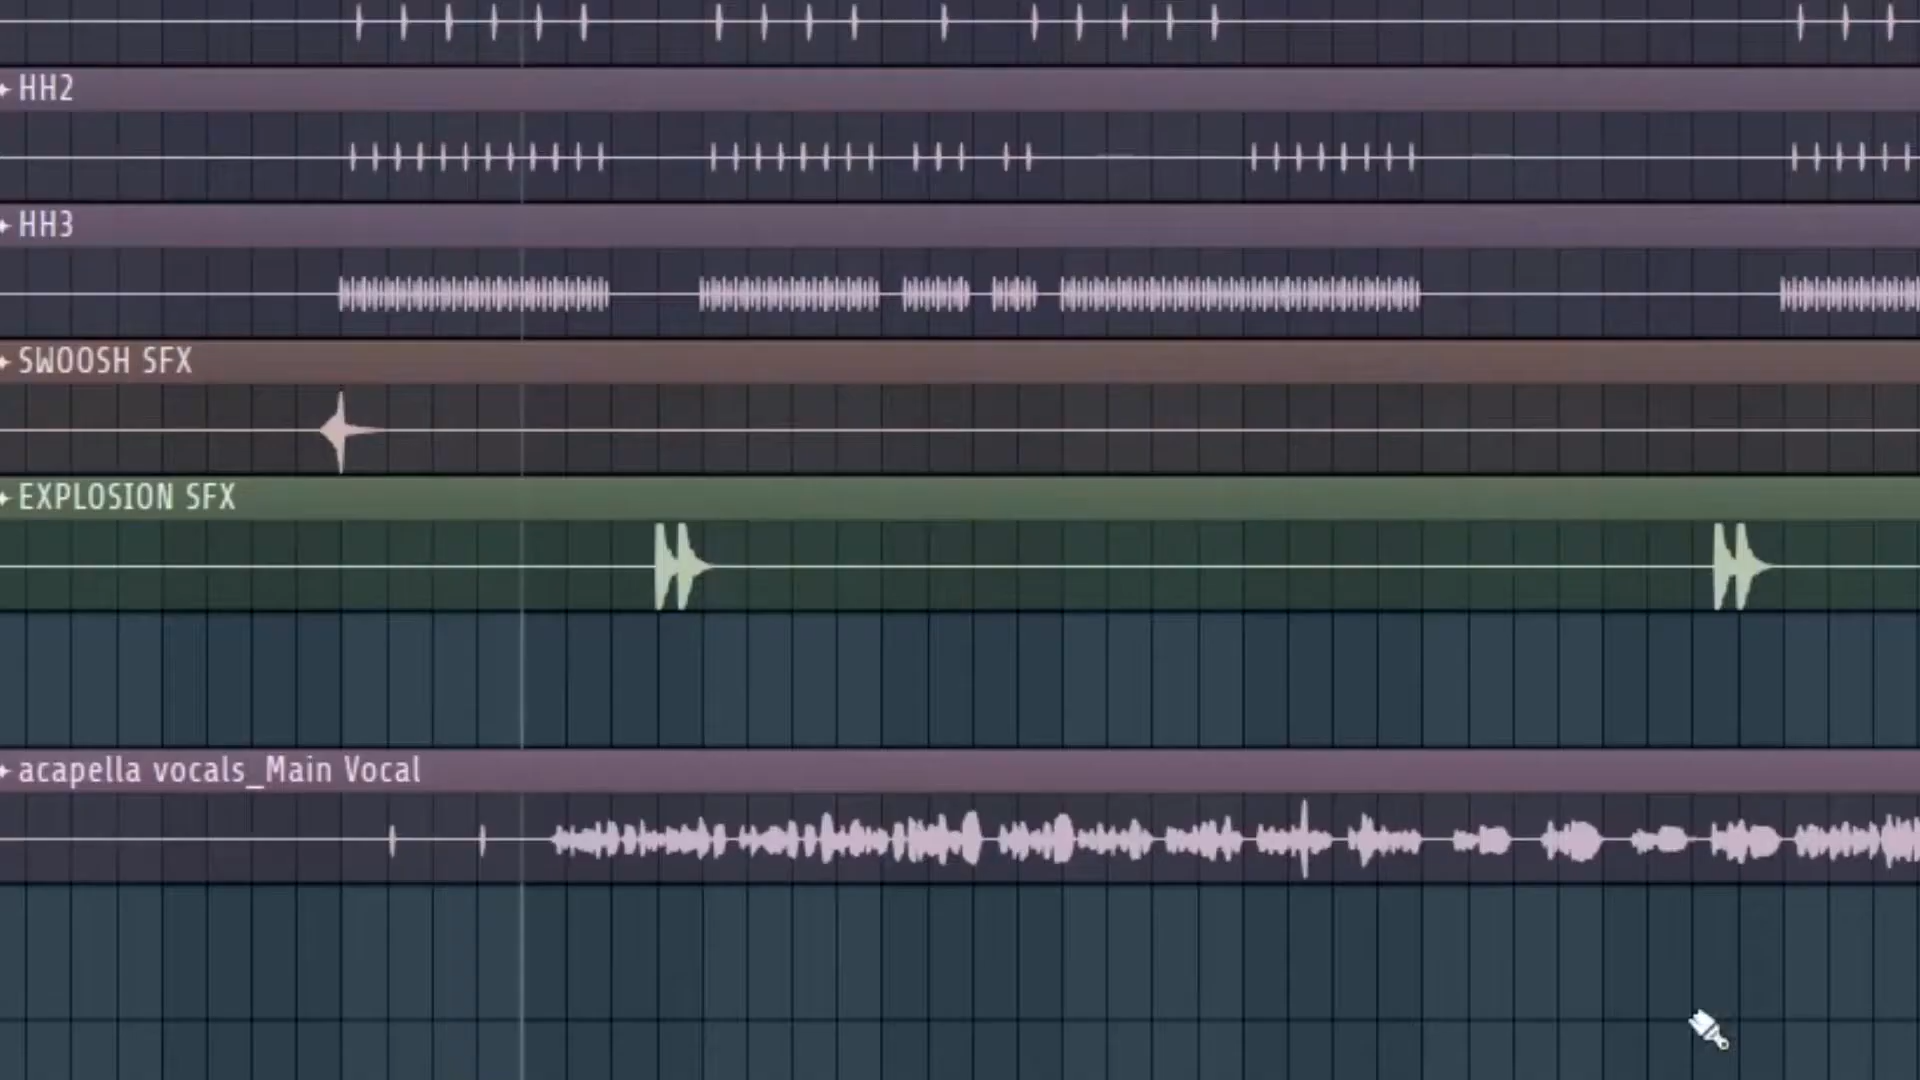 HH2
HH3
SWOOSH SFX
EXPLOSION SFX
acapella vocals_Main Vocal